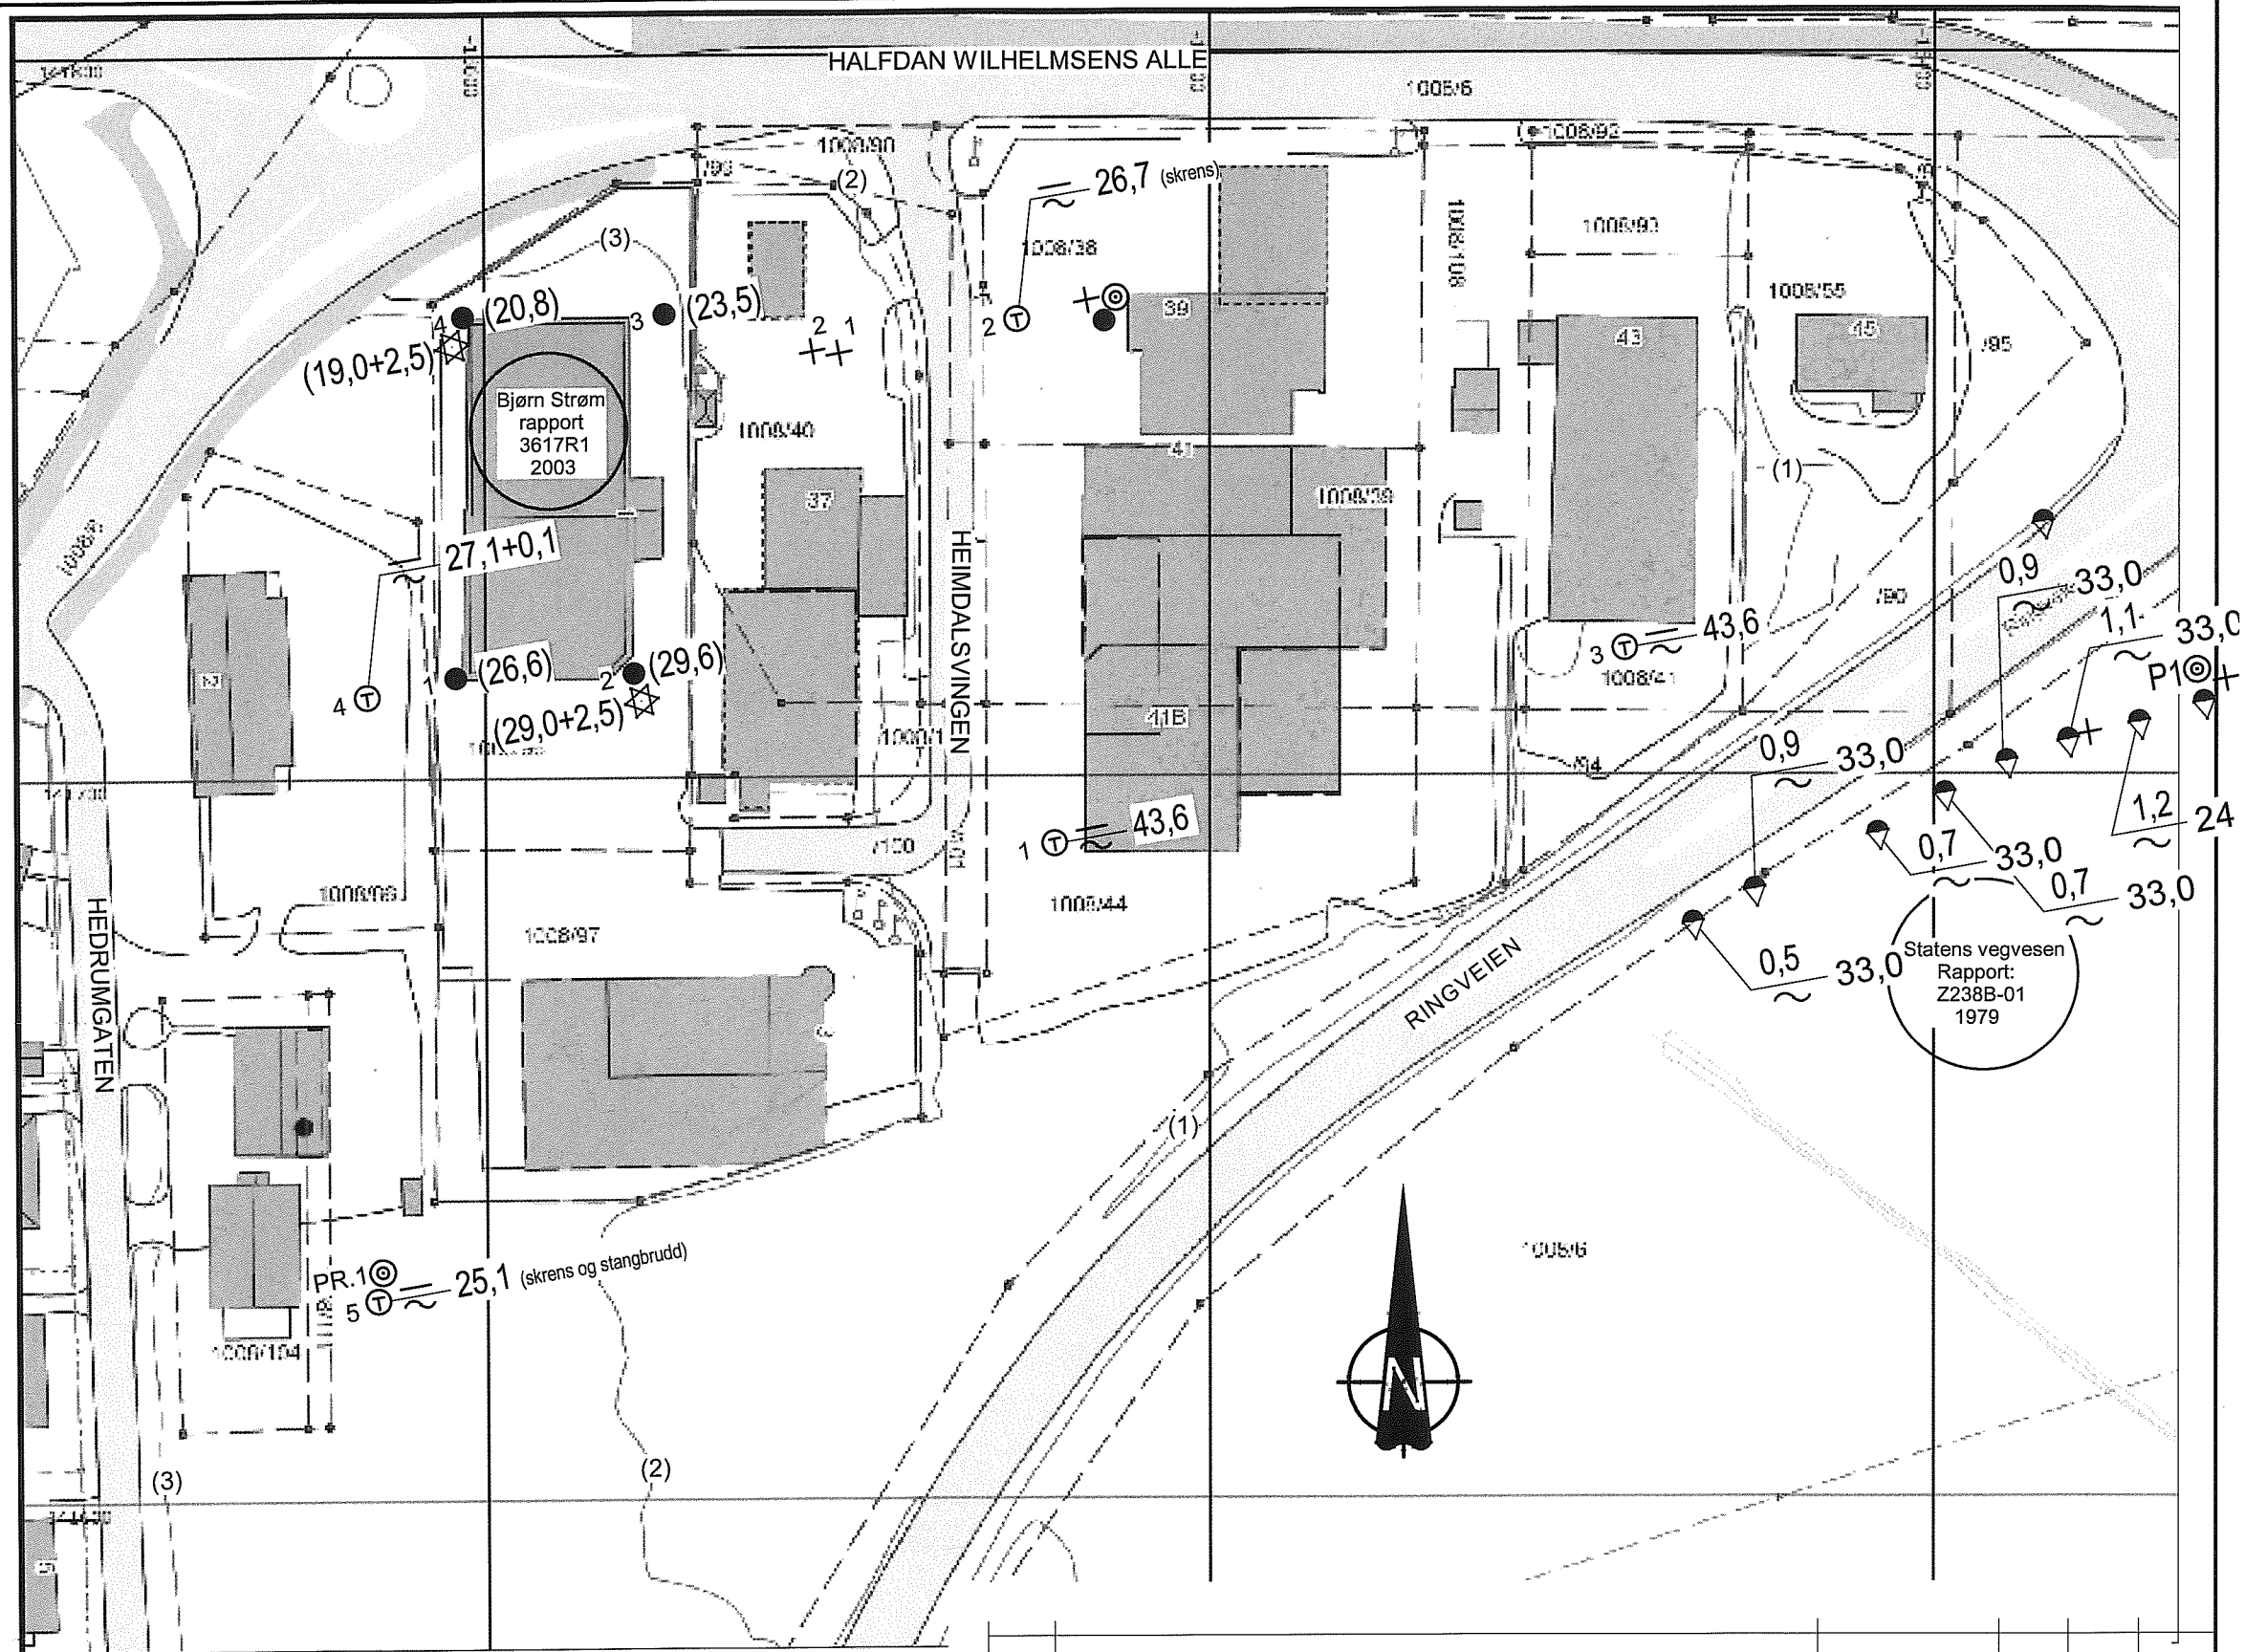 HALFDAN WILHELMSENS ALLE
1008/6
1008/90
1008/92
(2)
26,7 (skrens)
(3)
1008/38
1008/108
1008/93
1008/55
4
(20,8)
3
(23,5)
2
1
2
T
39
43
45
/95
(19,0+2,5)
Bjørn Strøm
rapport
3617R1
2003
1008/40
41
(1)
37
1008/39
27,1+0,1
HEIMDALSVINGEN
0,9
33,0
/90
1,1
33,0
3 T
43,6
1008/41
P1
1
(26,6)
2
(29,6)
4 T
(29,0+2,5)
41B
0,9
33,0
1,2
24
1 T
43,6
/100
0,7
33,0
0,7
33,0
1008/44
1008/97
HEDRUMGATEN
0,5
33,0
Statens vegvesen
Rapport:
Z238B-01
1979
RINGVEIEN
(1)
PR.1
5 T
25,1 (skrens og stangbrudd)
1008/6
1008/104
N
(3)
(2)